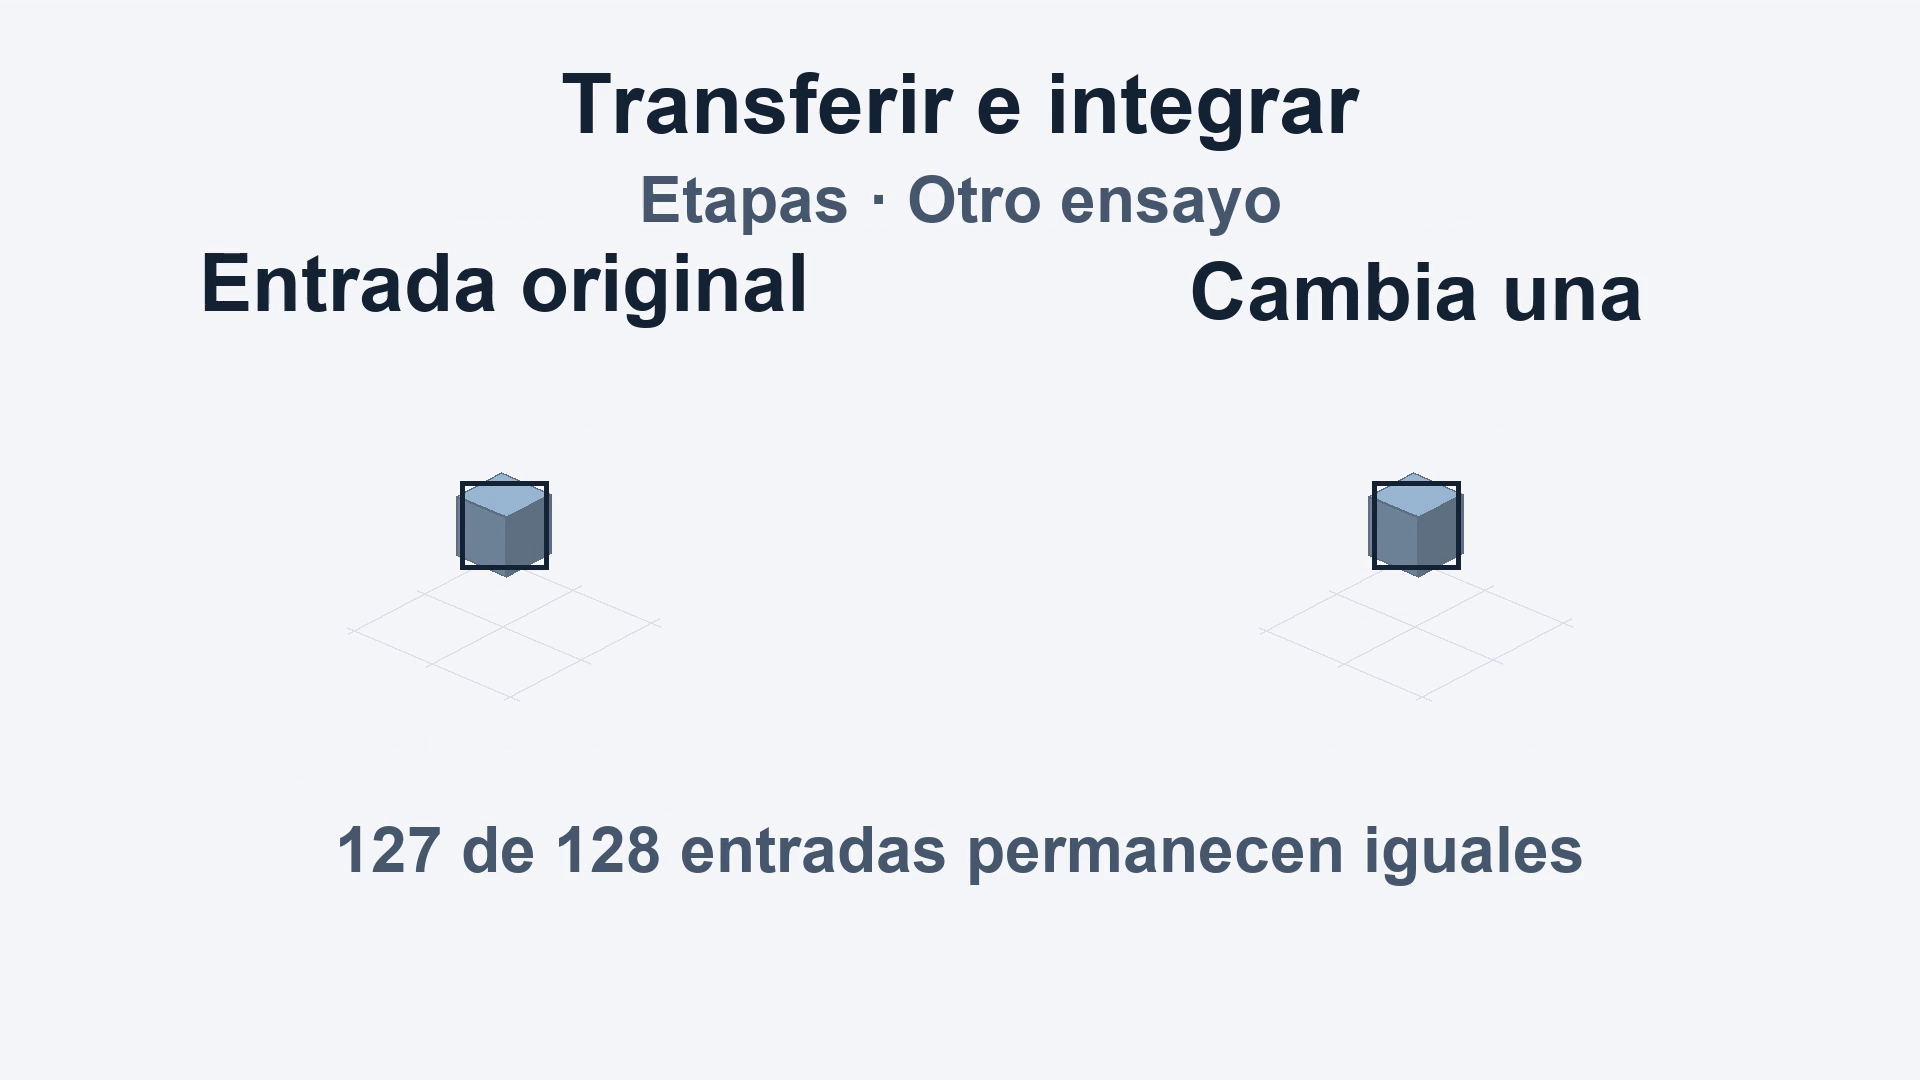 Transferir e integrar
Etapas · Otro ensayo
Entrada original
Cambia una
127 de 128 entradas permanecen iguales